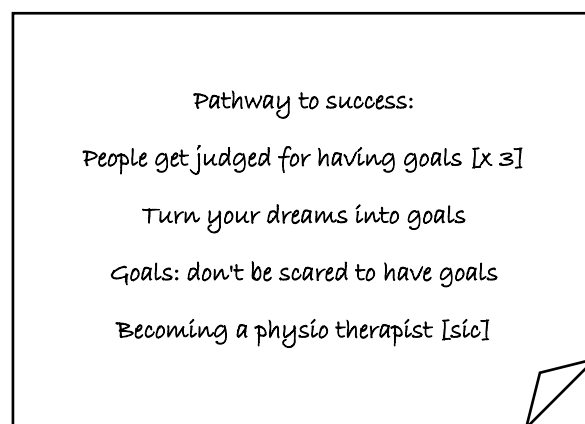 Pathway to success:
People get judged for having goals [x 3]
Turn your dreams into goals
Goals: don't be scared to have goals
Becoming a physio therapist [sic]